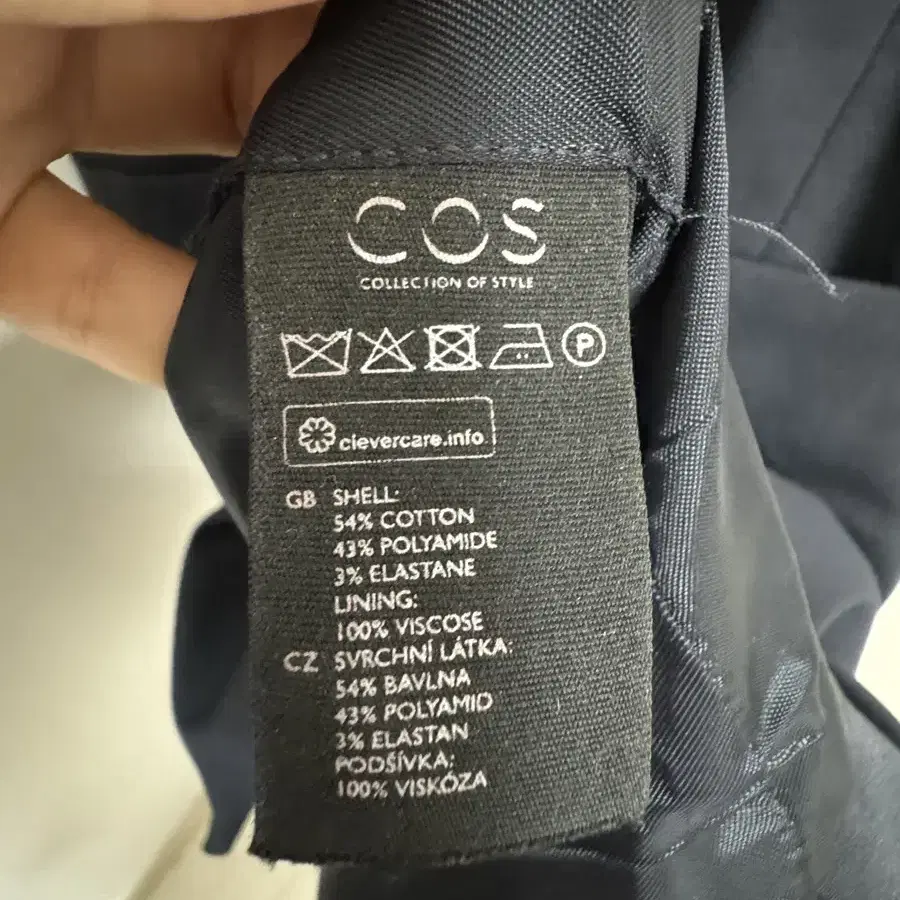 COS
COLLECTION OF STYLE
P
clevercare.info
GB SHELL:
54% COTTON
43% POLYAMIDE
3% ELASTANE
LINING:
100% VISCOSE
CZ SVRCHNÍ LÁTKA:
54% BAVLNA
43% POLYAMID
3% ELASTAN
PODŠÍVKA:
100% VISKÓZA